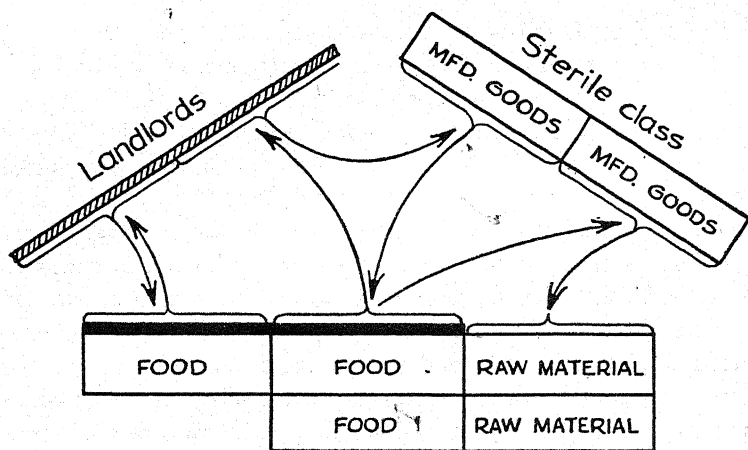 Landlords
Sterile class
MFD. GOODS
MFD. GOODS
FOOD
FOOD
RAW MATERIAL
FOOD
RAW MATERIAL